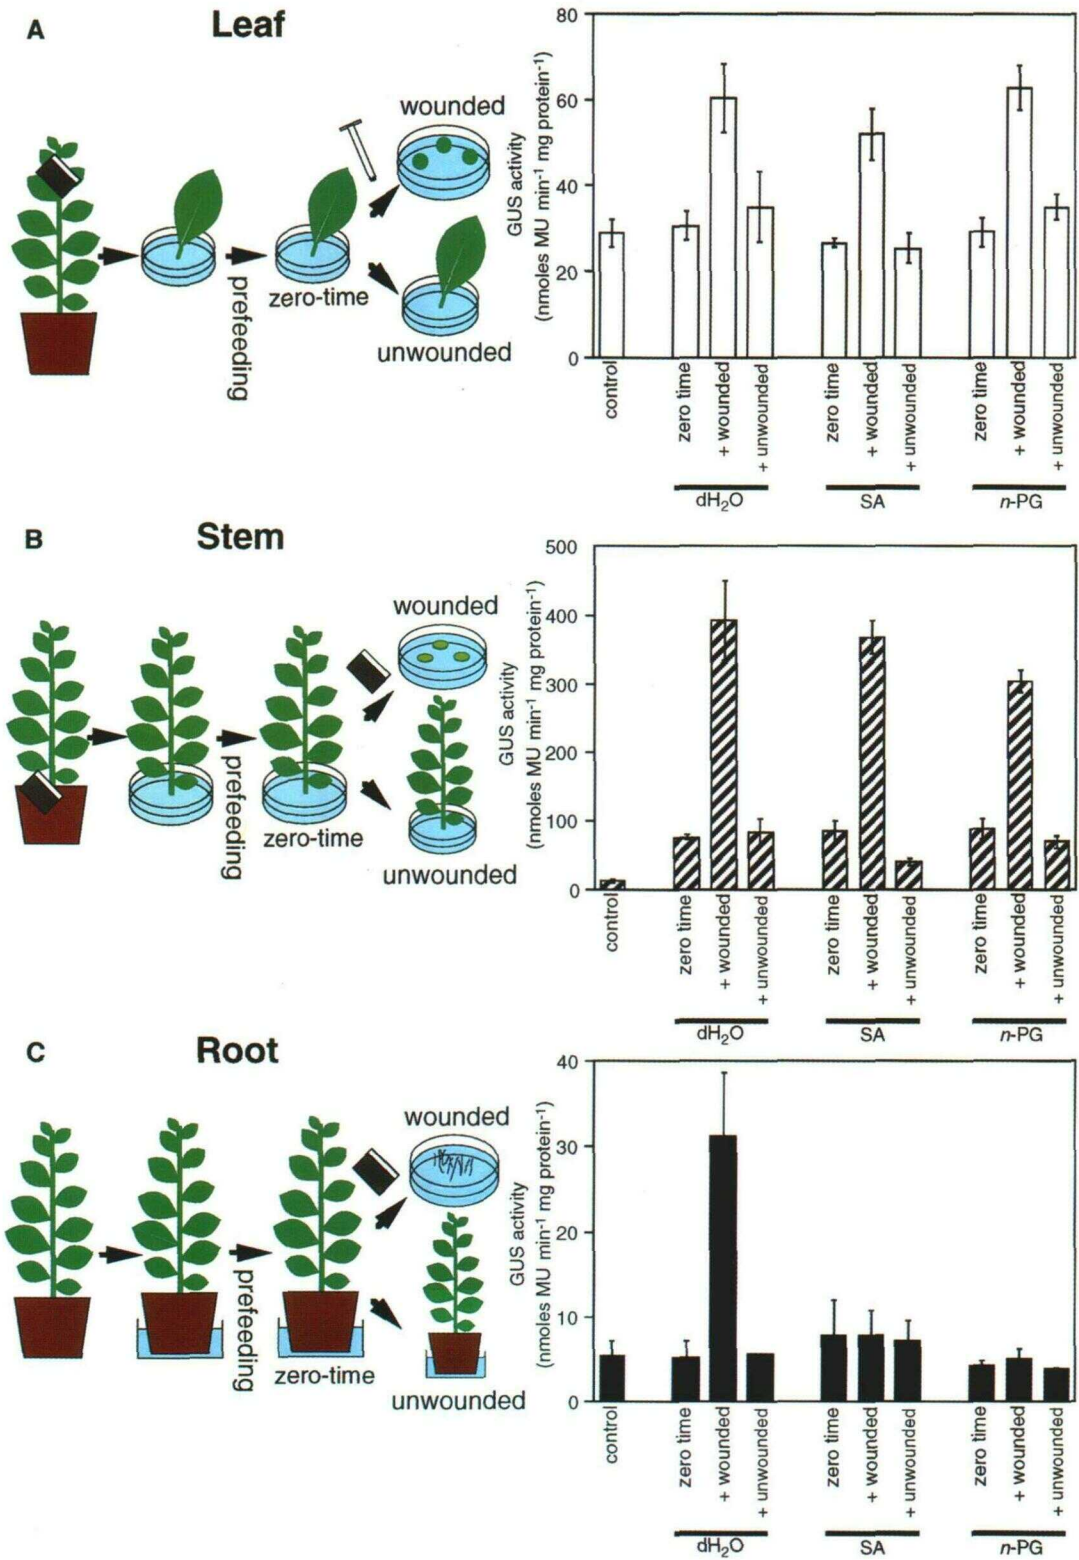 A
Leaf
wounded
prefeeding
zero-time
unwounded
GUS activity
(nmoles MU min⁻¹ mg protein⁻¹)
80
60
40
20
0
control
zero time
+ wounded
+ unwounded
zero time
+ wounded
+ unwounded
zero time
+ wounded
+ unwounded
dH₂O
SA
n-PG
B
Stem
wounded
prefeeding
zero-time
unwounded
GUS activity
(nmoles MU min⁻¹ mg protein⁻¹)
500
400
300
200
100
0
control
zero time
+ wounded
+ unwounded
zero time
+ wounded
+ unwounded
zero time
+ wounded
+ unwounded
dH₂O
SA
n-PG
C
Root
wounded
prefeeding
zero-time
unwounded
GUS activity
(nmoles MU min⁻¹ mg protein⁻¹)
40
30
20
10
0
control
zero time
+ wounded
+ unwounded
zero time
+ wounded
+ unwounded
zero time
+ wounded
+ unwounded
dH₂O
SA
n-PG